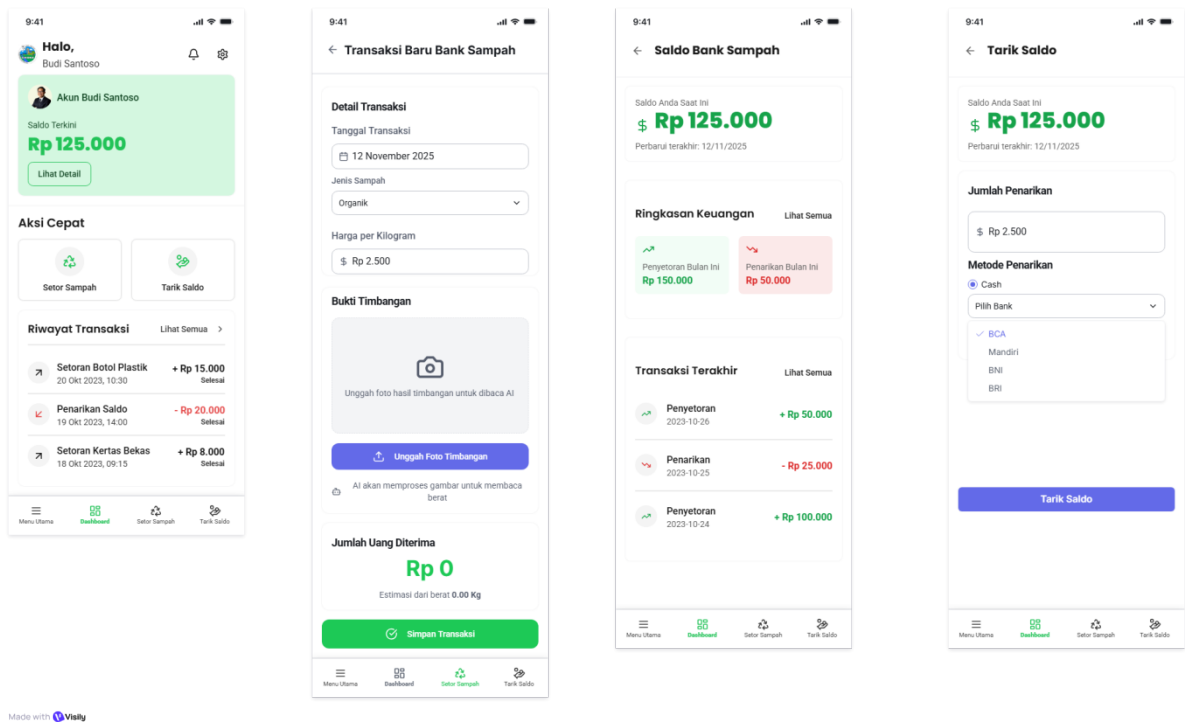 9:41
Halo,
Budi Santoso
Akun Budi Santoso
Saldo Terkini
Rp 125.000
Lihat Detail
Aksi Cepat
Setor Sampah
Tarik Saldo
Riwayat Transaksi
Lihat Semua
Setoran Botol Plastik
+ Rp 15.000
20 Okt 2023, 10:30
Selesai
Penarikan Saldo
- Rp 20.000
19 Okt 2023, 14:00
Selesai
Setoran Kertas Bekas
+ Rp 8.000
18 Okt 2023, 09:15
Selesai
Menu Utama
Dashboard
Setor Sampah
Tarik Saldo
9:41
Transaksi Baru Bank Sampah
Detail Transaksi
Tanggal Transaksi
12 November 2025
Jenis Sampah
Organik
Harga per Kilogram
$ Rp 2.500
Bukti Timbangan
Unggah foto hasil timbangan untuk dibaca AI
Unggah Foto Timbangan
AI akan memproses gambar untuk membaca
berat
Jumlah Uang Diterima
Rp 0
Estimasi dari berat 0.00 Kg
Simpan Transaksi
Menu Utama
Dashboard
Setor Sampah
Tarik Saldo
9:41
Saldo Bank Sampah
Saldo Anda Saat Ini
$ Rp 125.000
Perbarui terakhir: 12/11/2025
Ringkasan Keuangan
Lihat Semua
Penyetoran Bulan Ini
Rp 150.000
Penarikan Bulan Ini
Rp 50.000
Transaksi Terakhir
Lihat Semua
Penyetoran
+ Rp 50.000
2023-10-26
Penarikan
- Rp 25.000
2023-10-25
Penyetoran
+ Rp 100.000
2023-10-24
Menu Utama
Dashboard
Setor Sampah
Tarik Saldo
9:41
Tarik Saldo
Saldo Anda Saat Ini
$ Rp 125.000
Perbarui terakhir: 12/11/2025
Jumlah Penarikan
$ Rp 2.500
Metode Penarikan
Cash
Pilih Bank
BCA
Mandiri
BNI
BRI
Tarik Saldo
Menu Utama
Dashboard
Setor Sampah
Tarik Saldo
Made with Visily